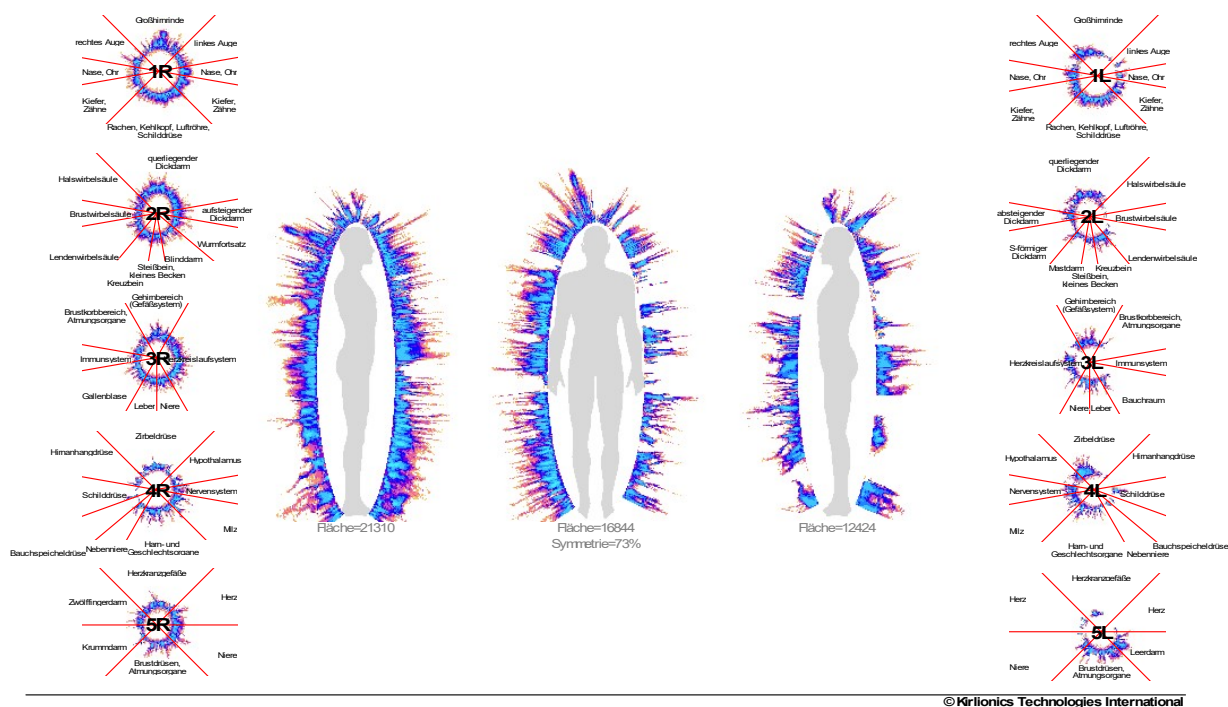 Großhirnrinde
rechtes Auge
linkes Auge
Nase, Ohr
1R
Nase, Ohr
Kiefer,
Zähne
Kiefer,
Zähne
Rachen, Kehlkopf, Luftröhre,
Schilddrüse
querliegender
Dickdarm
Halswirbelsäule
Brustwirbelsäule
2R
aufsteigender
Dickdarm
Wurmfortsatz
Lendenwirbelsäule
Blinddarm
Steißbein,
kleines Becken
Kreuzbein
Gehirnbereich
(Gefäßsystem)
Brustkorbbereich,
Atmungsorgane
Immunsystem
3R
Herzkreislaufsystem
Gallenblase
Leber
Niere
Zirbeldrüse
Hirnanhangdrüse
Hypothalamus
Schilddrüse
4R
Nervensystem
Milz
Bauchspeicheldrüse
Nebenniere
Harn- und
Geschlechtsorgane
Herzkranzgefäße
Zwölffingerdarm
Herz
5R
Krummdarm
Niere
Brustdrüsen,
Atmungsorgane
Fläche=21310
Fläche=16844
Symmetrie=73%
Fläche=12424
Großhirnrinde
rechtes Auge
linkes Auge
Nase, Ohr
1L
Nase, Ohr
Kiefer,
Zähne
Kiefer,
Zähne
Rachen, Kehlkopf, Luftröhre,
Schilddrüse
querliegender
Dickdarm
Halswirbelsäule
absteigender
Dickdarm
2L
Brustwirbelsäule
S-förmiger
Dickdarm
Lendenwirbelsäule
Mastdarm
Kreuzbein
Steißbein,
kleines Becken
Gehirnbereich
(Gefäßsystem)
Brustkorbbereich,
Atmungsorgane
Herzkreislaufsystem
3L
Immunsystem
Bauchraum
Niere
Leber
Zirbeldrüse
Hypothalamus
Hirnanhangdrüse
Nervensystem
4L
Schilddrüse
Milz
Harn- und
Geschlechtsorgane
Bauchspeicheldrüse
Nebenniere
Herzkranzgefäße
Herz
Herz
5L
Leerdarm
Niere
Brustdrüsen,
Atmungsorgane
© Kirlionics Technologies International